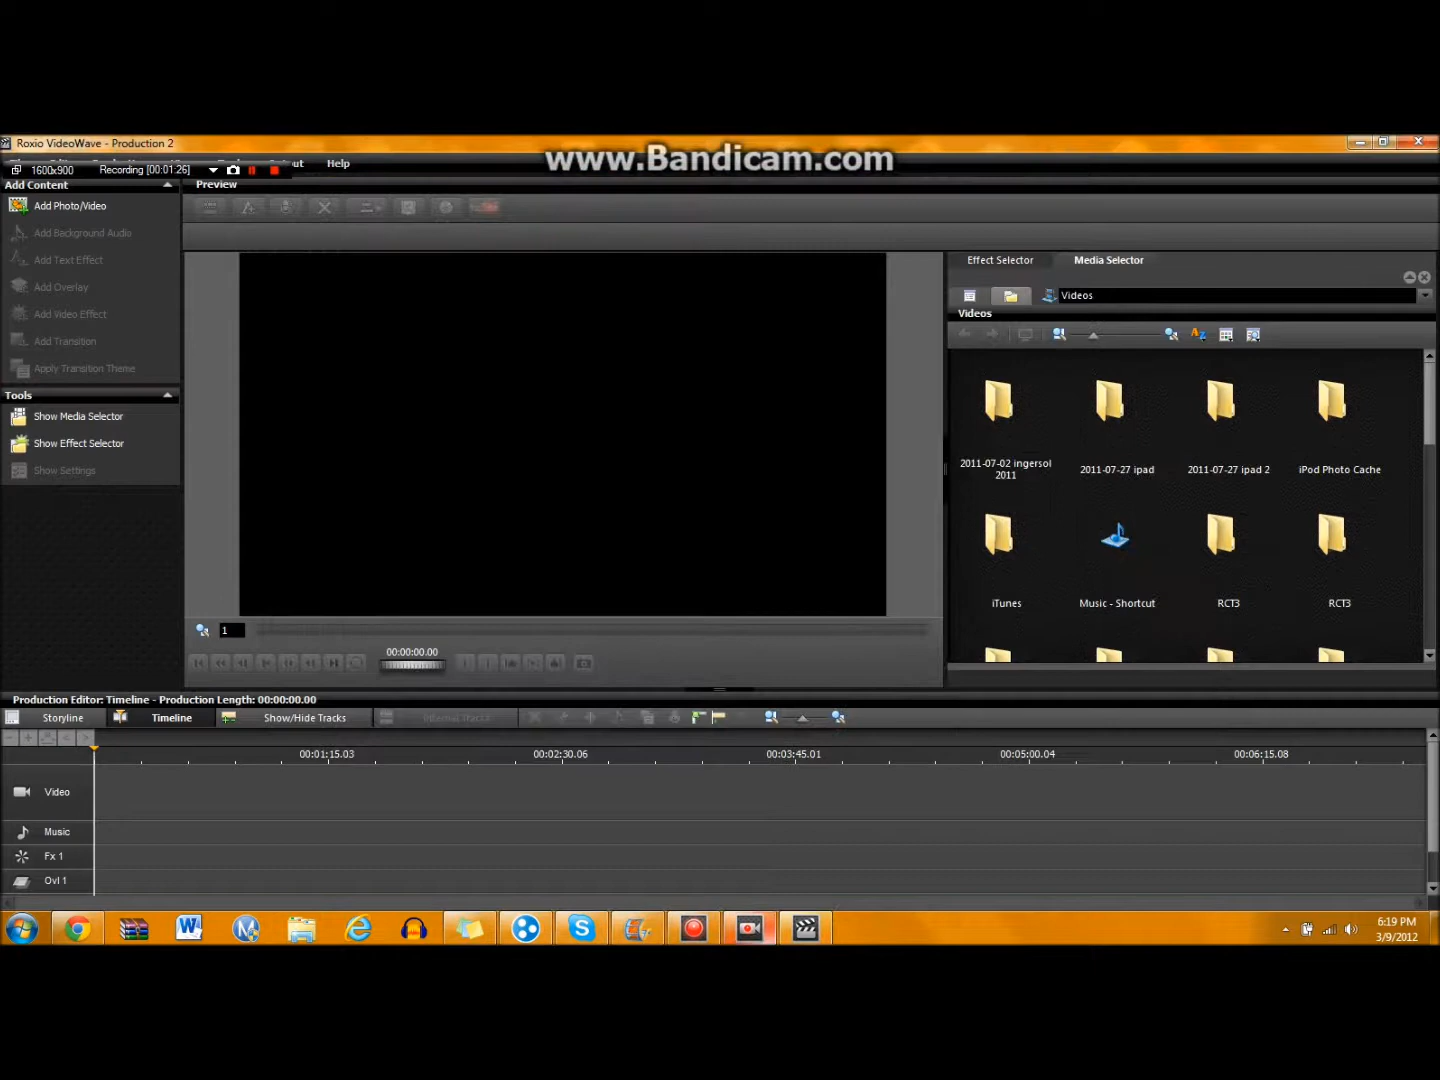 Roxio VideoWave - Production 2
www.Bandicam.com
Help
1600x900 Recording [00:01:26]
Add Content
Preview
Add Photo/Video
Add Background Audio
Add Text Effect
Add Overlay
Add Video Effect
Add Transition
Apply Transition Theme
Tools
Show Media Selector
Show Effect Selector
Show Settings
Effect Selector Media Selector
Videos
Videos
2011-07-02 ingersol
2011
2011-07-27 ipad
2011-07-27 ipad 2
iPod Photo Cache
iTunes
Music - Shortcut
RCT3
RCT3
1
00:00:00.00
Production Editor: Timeline - Production Length: 00:00:00.00
Storyline Timeline Show/Hide Tracks Internal Tracks
00:01:15.03 00:02:30.06 00:03:45.01 00:05:00.04 00:06:15.08
Video
Music
Fx 1
Ovl 1
6:19 PM
3/9/2012